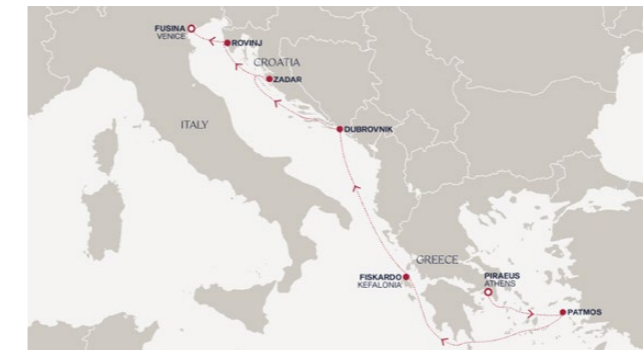 FUSINA
VENICE
ROVINJ
CROATIA
ZADAR
ITALY
DUBROVNIK
GREECE
FISKARDO
KEFALONIA
PIRAEUS
ATHENS
PATMOS